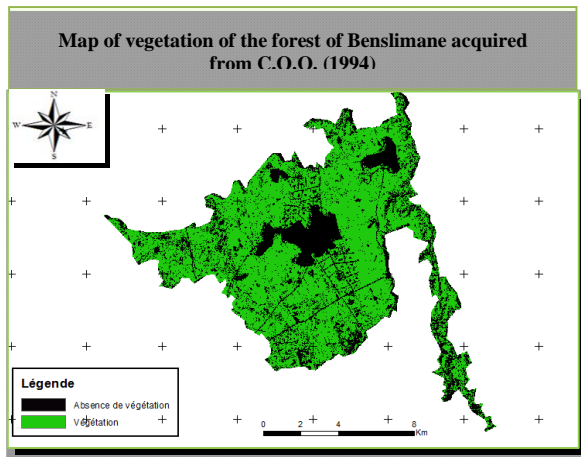 Map of vegetation of the forest of Benslimane acquired
from C.O.O. (1994)
N
W E
S
Légende
Absence de végétation
Végétation
0 2 4 8
Km